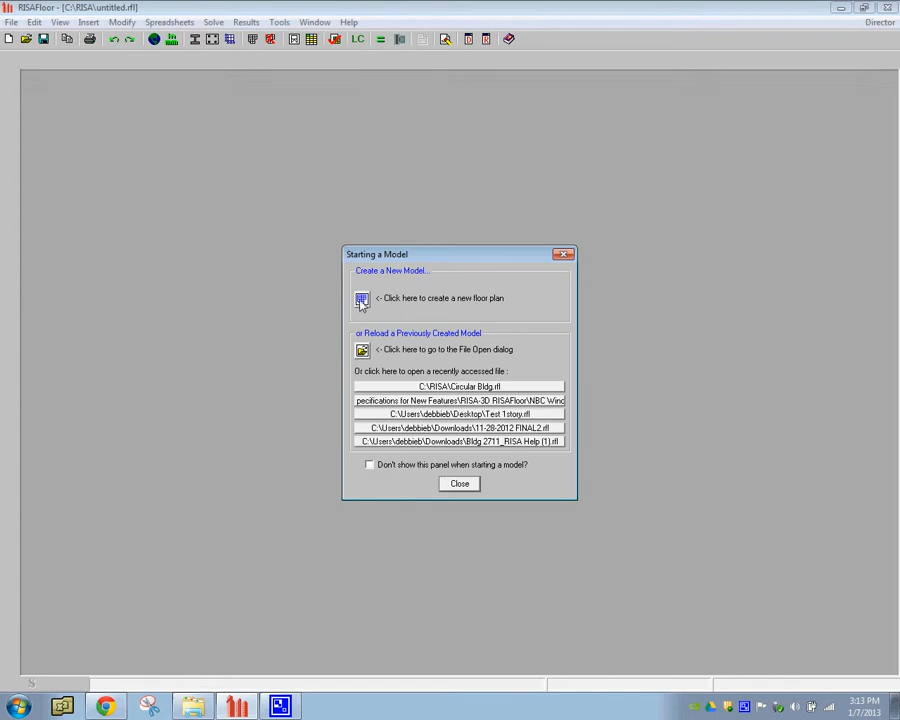 RISAFloor - [C:\RISA\untitled.rfl]
File Edit View Insert Modify Spreadsheets Solve Results Tools Window Help Director
LC D R
Starting a Model
Create a New Model...
<- Click here to create a new floor plan
or Reload a Previously Created Model
<- Click here to go to the File Open dialog
Or click here to open a recently accessed file :
C:\RISA\Circular Bldg.rfl
pecifications for New Features\RISA-3D RISAFloor\NBC Winc
C:\Users\debbieb\Desktop\Test 1story.rfl
C:\Users\debbieb\Downloads\11-28-2012 FINAL2.rfl
C:\Users\debbieb\Downloads\Bldg 2711_RISA Help (1).rfl
Don't show this panel when starting a model?
Close
S
3:13 PM
1/7/2013